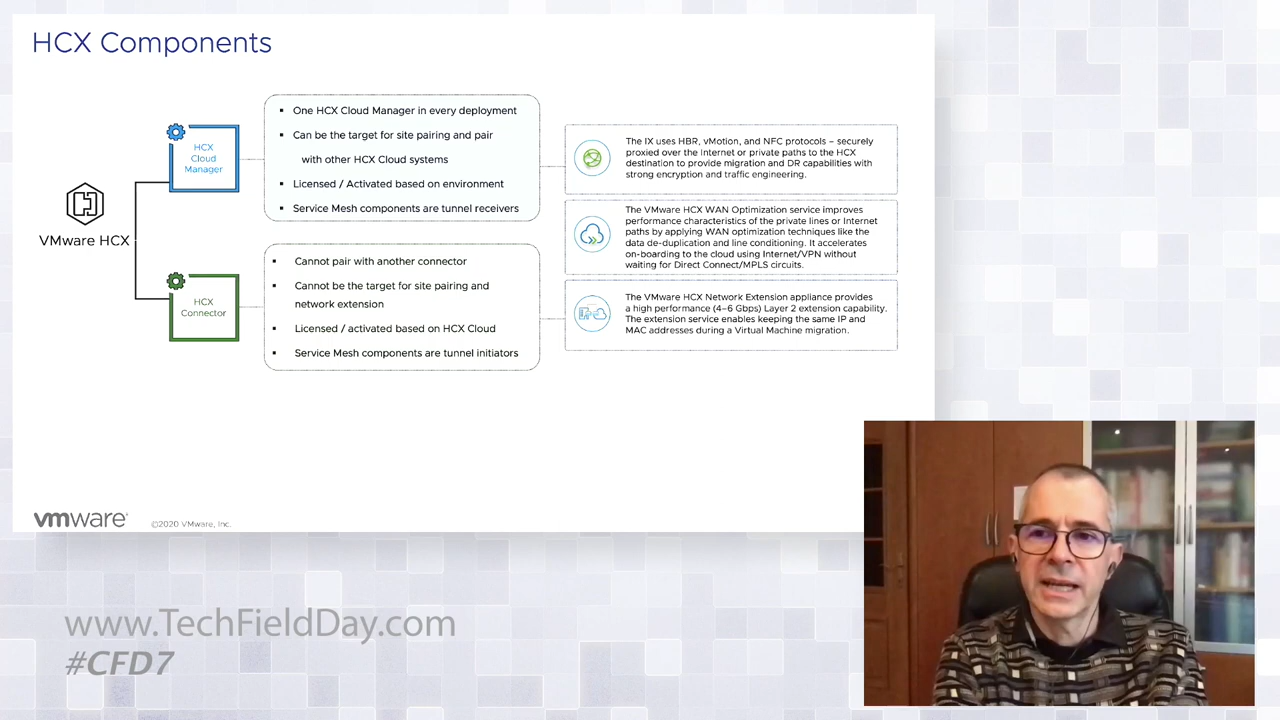 HCX Components
HCX
Cloud
Manager
▪ One HCX Cloud Manager in every deployment
▪ Can be the target for site pairing and pair
with other HCX Cloud systems
▪ Licensed / Activated based on environment
▪ Service Mesh components are tunnel receivers
VMware HCX
HCX
Connector
▪ Cannot pair with another connector
▪ Cannot be the target for site pairing and
network extension
▪ Licensed / activated based on HCX Cloud
▪ Service Mesh components are tunnel initiators
The IX uses HBR, vMotion, and NFC protocols – securely
proxied over the Internet or private paths to the HCX
destination to provide migration and DR capabilities with
strong encryption and traffic engineering.
The VMware HCX WAN Optimization service improves
performance characteristics of the private lines or Internet
paths by applying WAN optimization techniques like the
data de-duplication and line conditioning. It accelerates
on-boarding to the cloud using Internet/VPN without
waiting for Direct Connect/MPLS circuits.
The VMware HCX Network Extension appliance provides
a high performance (4–6 Gbps) Layer 2 extension capability.
The extension service enables keeping the same IP and
MAC addresses during a Virtual Machine migration.
vmware®
©2020 VMware, Inc.
www.TechFieldDay.com
#CFD7